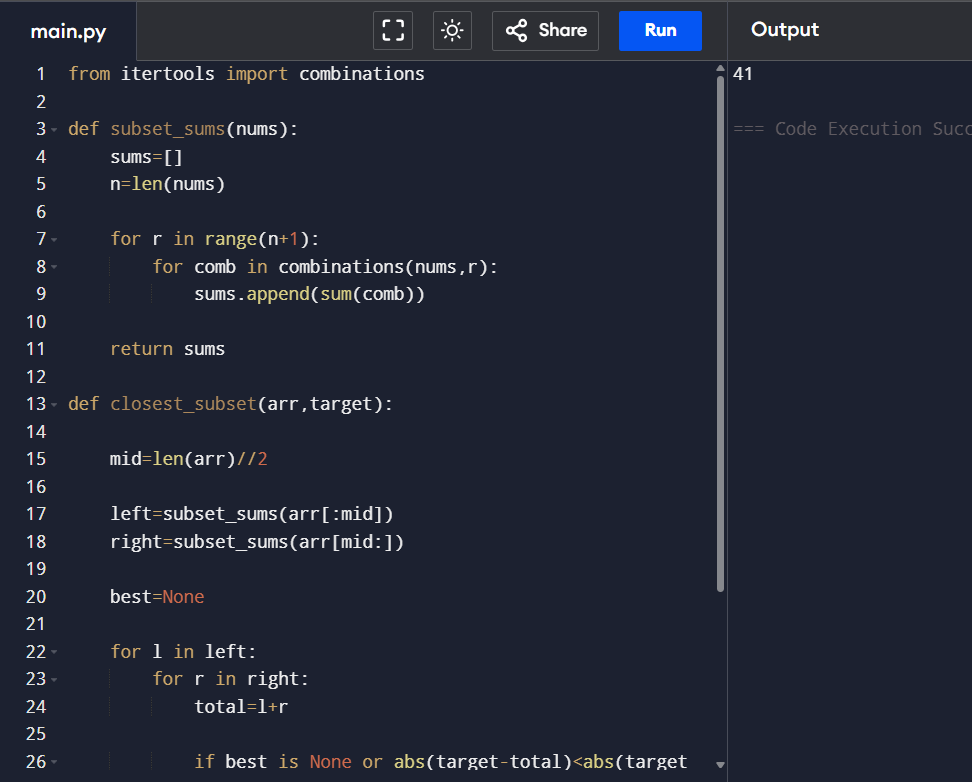 main.py
Share
Run
Output
1 from itertools import combinations
2
3 def subset_sums(nums):
4     sums=[]
5     n=len(nums)
6
7     for r in range(n+1):
8         for comb in combinations(nums,r):
9             sums.append(sum(comb))
10
11     return sums
12
13 def closest_subset(arr,target):
14
15     mid=len(arr)//2
16
17     left=subset_sums(arr[:mid])
18     right=subset_sums(arr[mid:])
19
20     best=None
21
22     for l in left:
23         for r in right:
24             total=l+r
25
26             if best is None or abs(target-total)<abs(target
41
=== Code Execution Succ